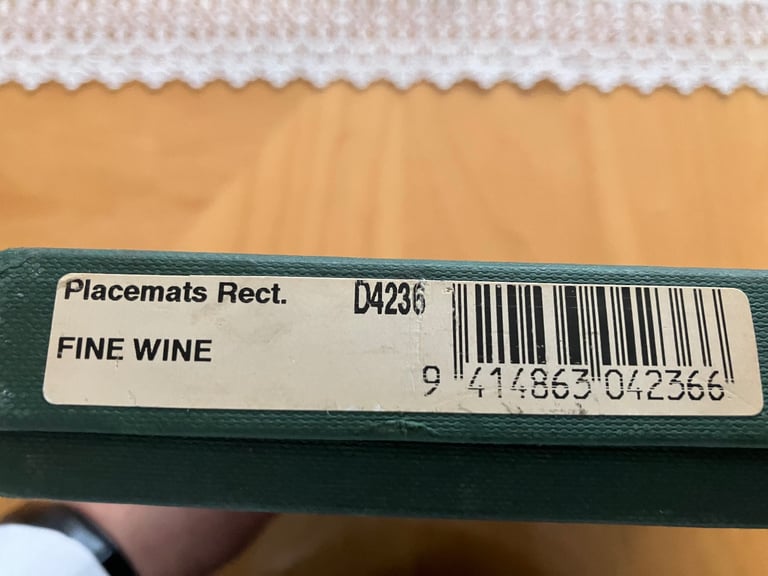 Placemats Rect. D4236
FINE WINE
9 414863 042366